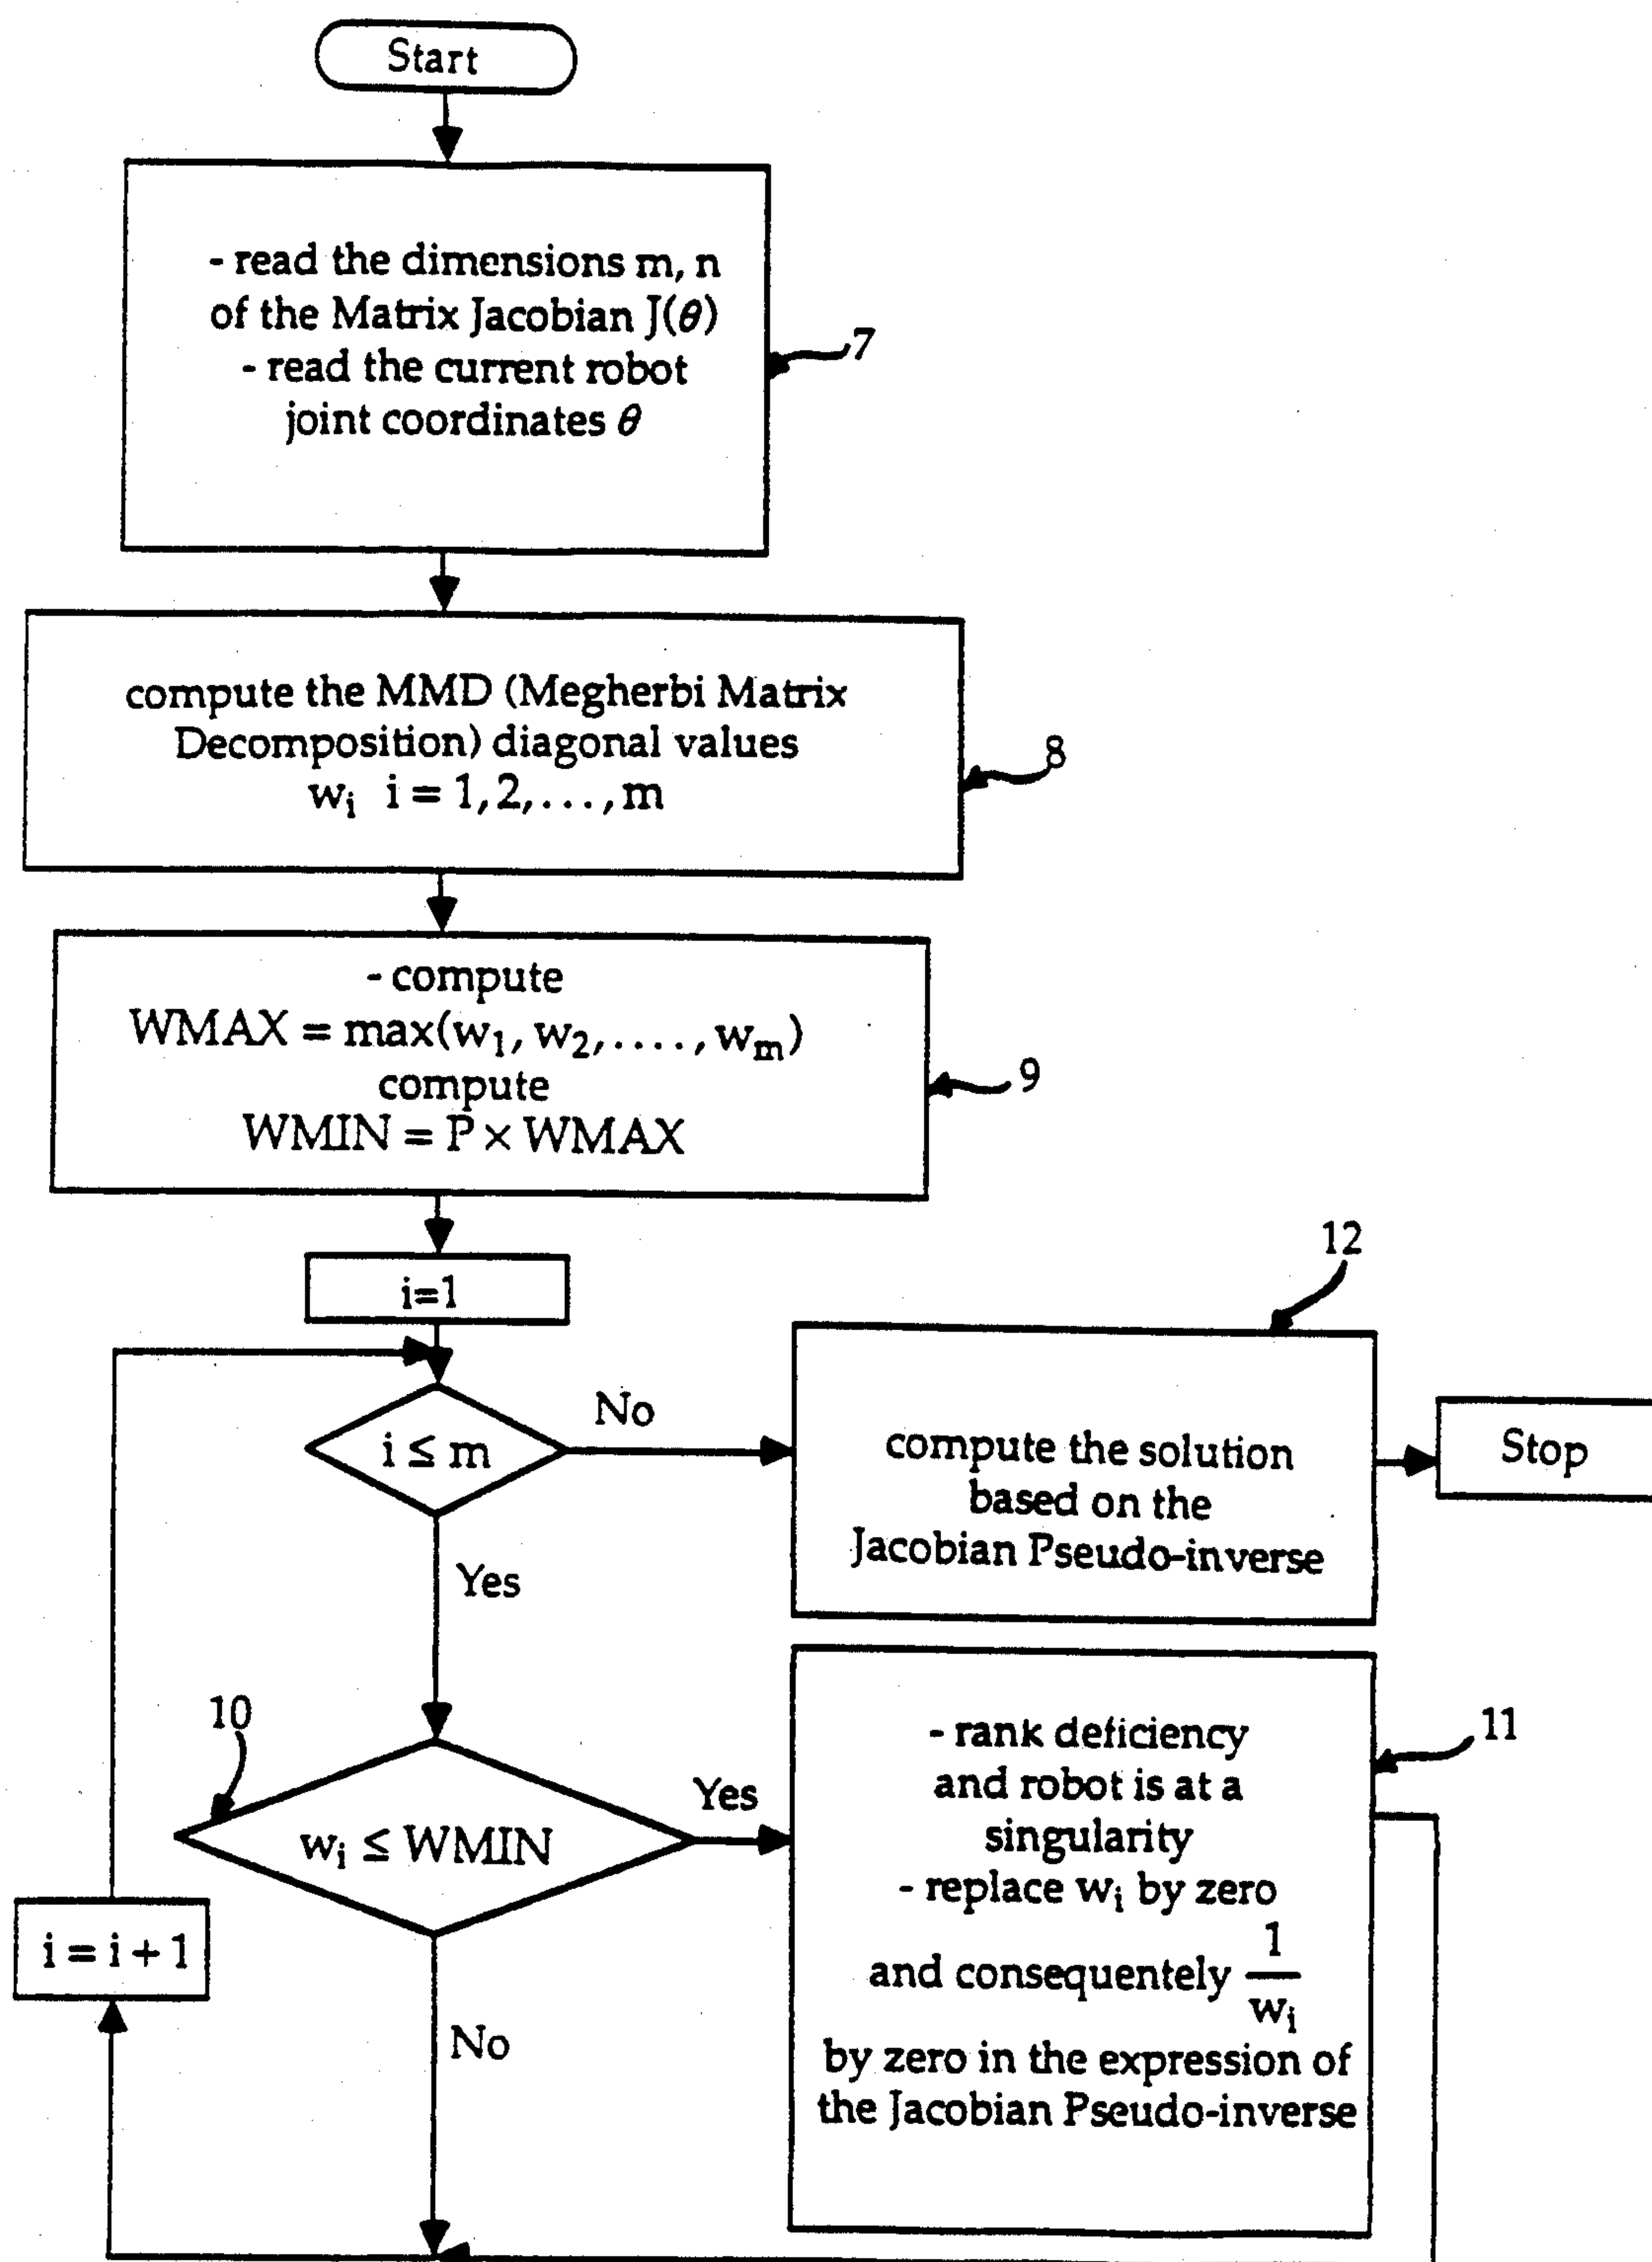 Start
- read the dimensions m, n
of the Matrix Jacobian J(θ)
- read the current robot
joint coordinates θ
7
compute the MMD (Megherbi Matrix
Decomposition) diagonal values
wᵢ i = 1,2,...,m
8
- compute
WMAX = max(w₁, w₂,....,wₘ)
compute
WMIN = P × WMAX
9
i=1
12
i ≤ m
No
compute the solution
based on the
Jacobian Pseudo-inverse
Stop
Yes
10
wᵢ ≤ WMIN
Yes
- rank deficiency
and robot is at a
singularity
- replace wᵢ by zero
and consequentely 1/wᵢ
by zero in the expression of
the Jacobian Pseudo-inverse
11
i = i + 1
No